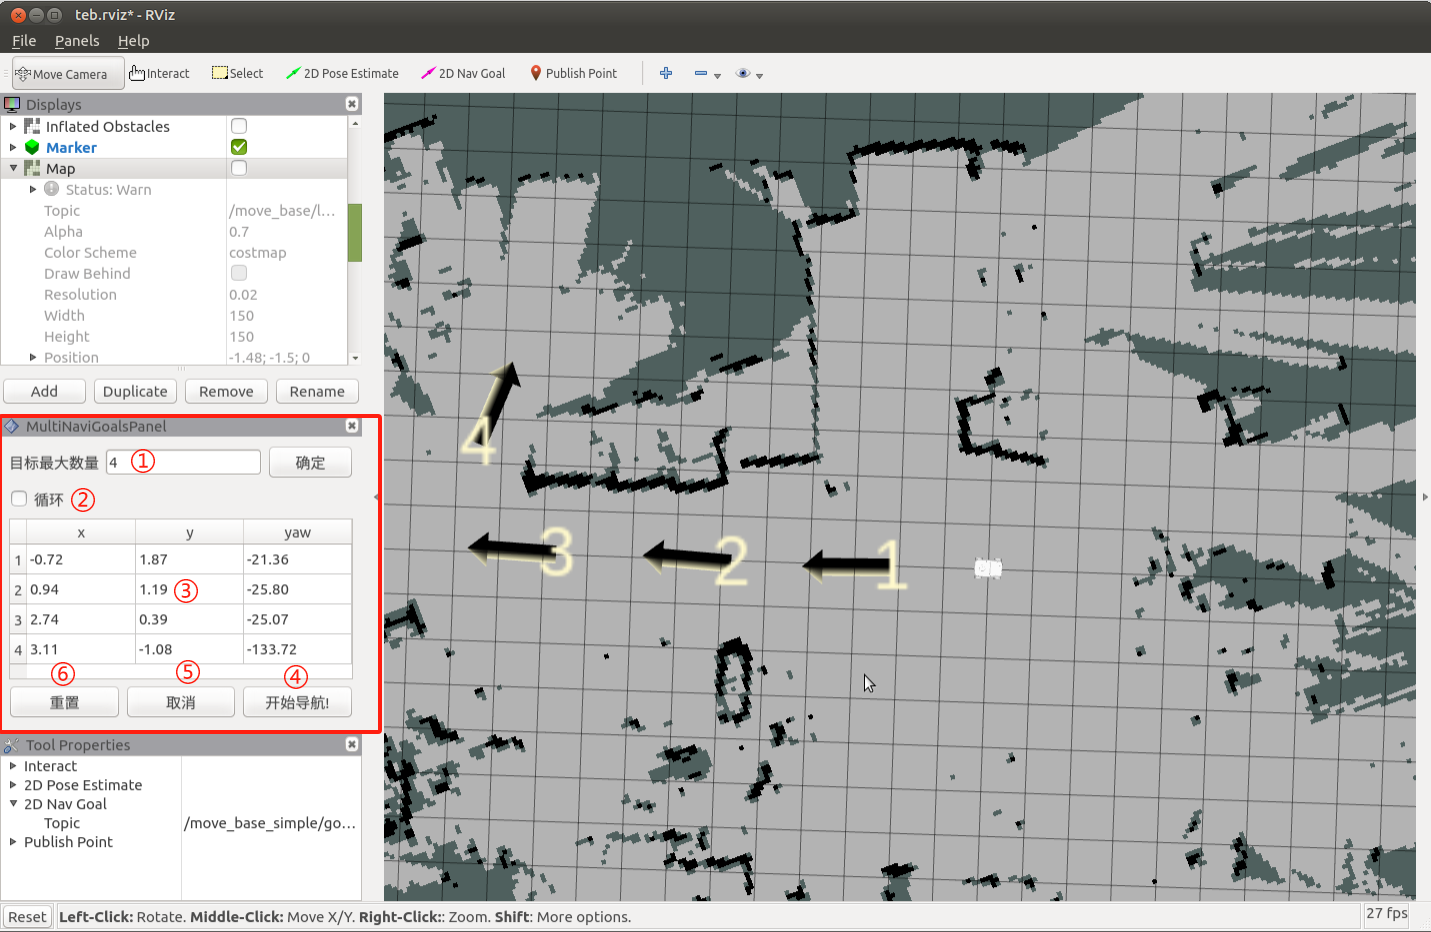 teb.rviz* - RViz
File Panels Help
Move Camera Interact Select 2D Pose Estimate 2D Nav Goal Publish Point
Displays
Inflated Obstacles
Marker
Map
Status: Warn
Topic /move_base/l...
Alpha 0.7
Color Scheme costmap
Draw Behind
Resolution 0.02
Width 150
Height 150
Position -1.48; -1.5; 0
Add Duplicate Remove Rename
MultiNaviGoalsPanel
目标最大数量 4 ① 确定
循环 ②
x y yaw
1 -0.72 1.87 -21.36
2 0.94 1.19 ③ -25.80
3 2.74 0.39 -25.07
4 3.11 -1.08 -133.72
⑥ ⑤ ④
重置 取消 开始导航!
Tool Properties
Interact
2D Pose Estimate
2D Nav Goal
Topic /move_base_simple/go...
Publish Point
4
3 2 1
Reset Left-Click: Rotate. Middle-Click: Move X/Y. Right-Click:: Zoom. Shift: More options. 27 fps